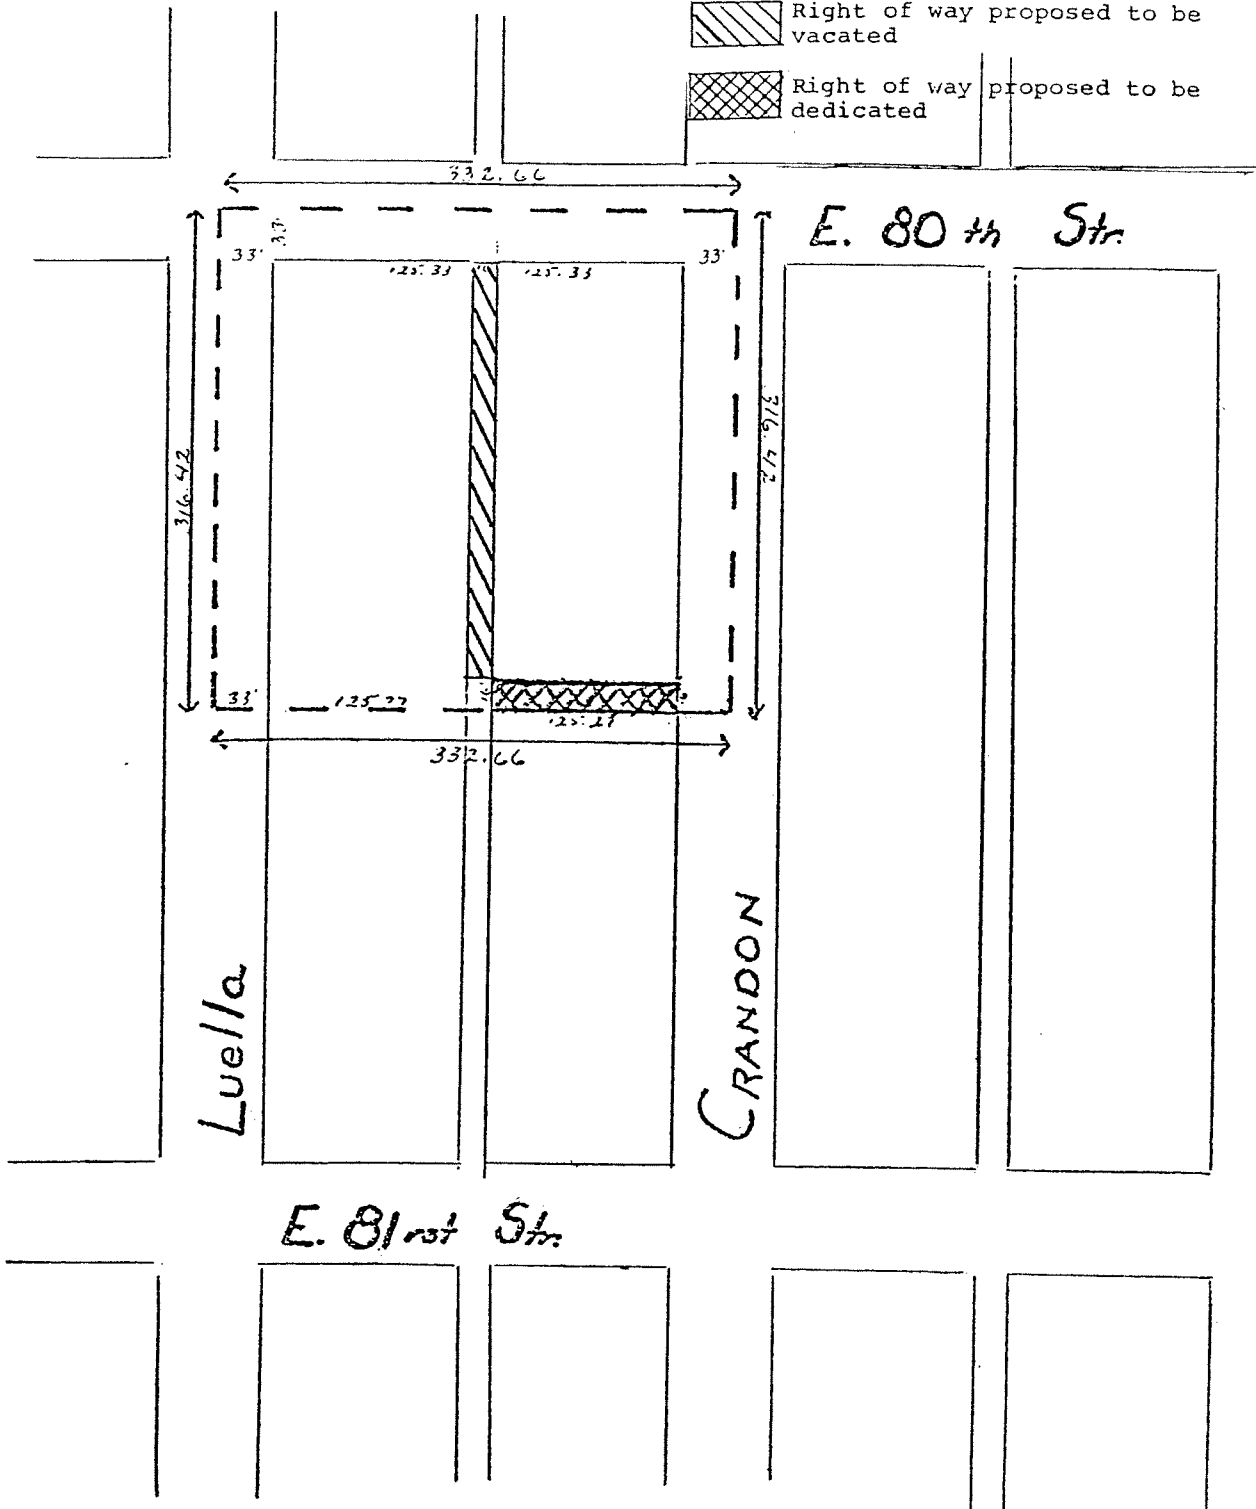 Right of way proposed to be
vacated
Right of way proposed to be
dedicated
332.66
E. 80th Str.
33'
33'
33'
125.33
125.33
316.42
316.42
33'
125.27
332.66
Luella
CRANDON
E. 81rst Str.